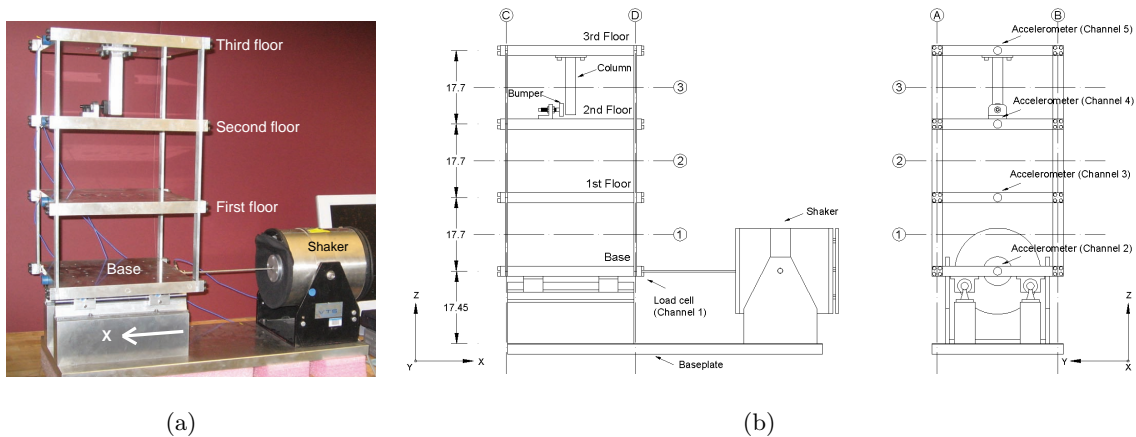 Third floor
Second floor
First floor
Base
Shaker
X
C
D
3rd Floor
Column
Bumper
2nd Floor
1st Floor
Base
Load cell
(Channel 1)
Shaker
Baseplate
17.7
17.7
17.7
17.45
3
2
1
Z
Y
X
A
B
Accelerometer (Channel 5)
3
Accelerometer (Channel 4)
2
Accelerometer (Channel 3)
1
Accelerometer (Channel 2)
Z
Y
X
(a)
(b)